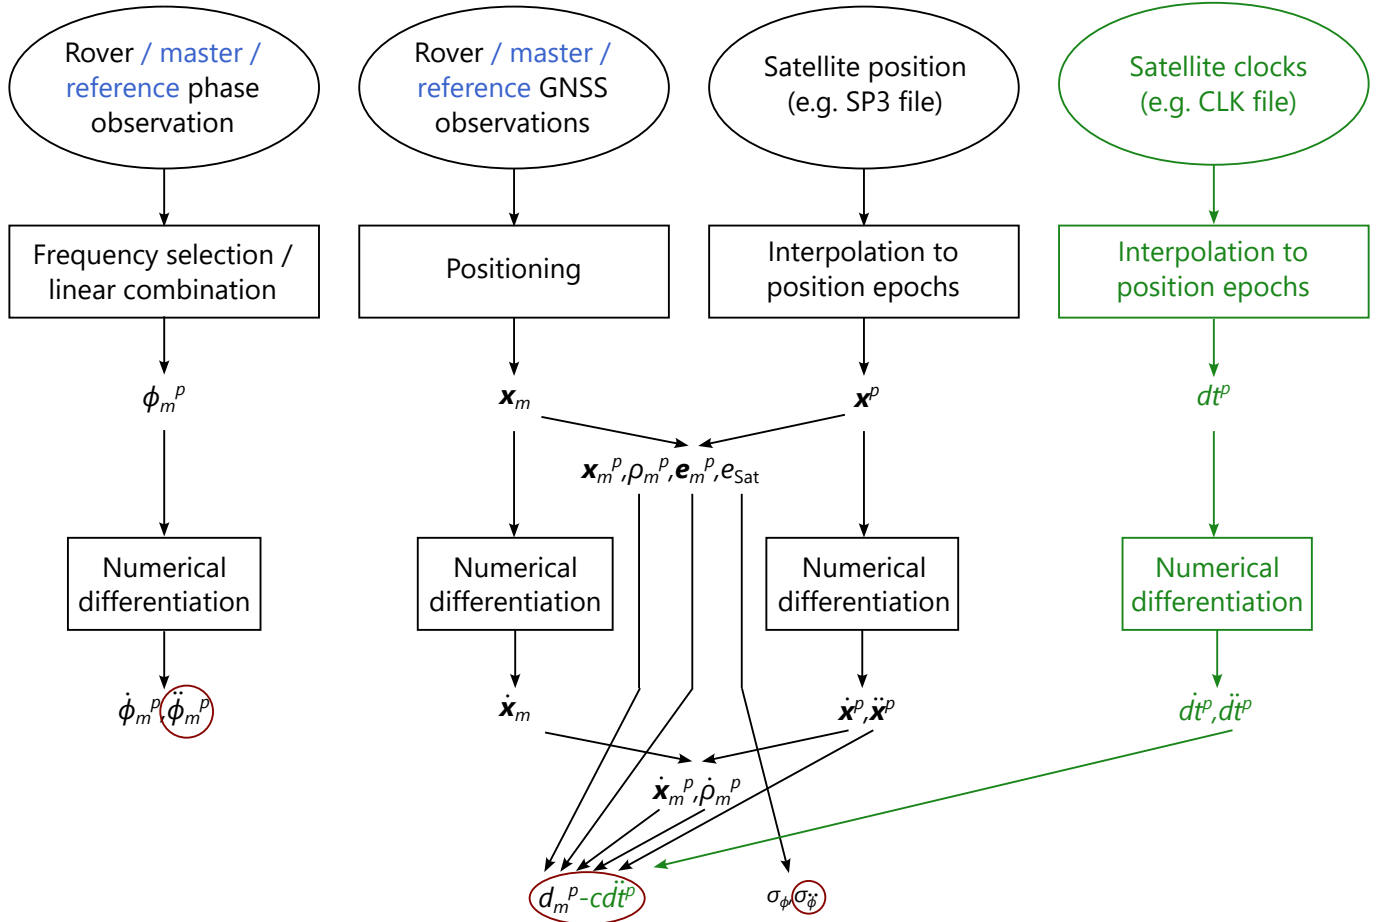 Rover / master /
reference phase
observation
Rover / master /
reference GNSS
observations
Satellite position
(e.g. SP3 file)
Satellite clocks
(e.g. CLK file)
Frequency selection /
linear combination
Positioning
Interpolation to
position epochs
Interpolation to
position epochs
ϕₘᵖ
𝒙ₘ
𝒙ᵖ
dtᵖ
𝒙ₘᵖ,ρₘᵖ,𝒆ₘᵖ,e_Sat
Numerical
differentiation
Numerical
differentiation
Numerical
differentiation
Numerical
differentiation
ϕ̇ₘᵖ,ϕ̈ₘᵖ
𝒙̇ₘ
𝒙̇ᵖ,𝒙̈ᵖ
dṫᵖ,dẗᵖ
𝒙̇ₘᵖ,ρ̇ₘᵖ
dₘᵖ-cdẗᵖ
σ_ϕ,σ_ϕ̈